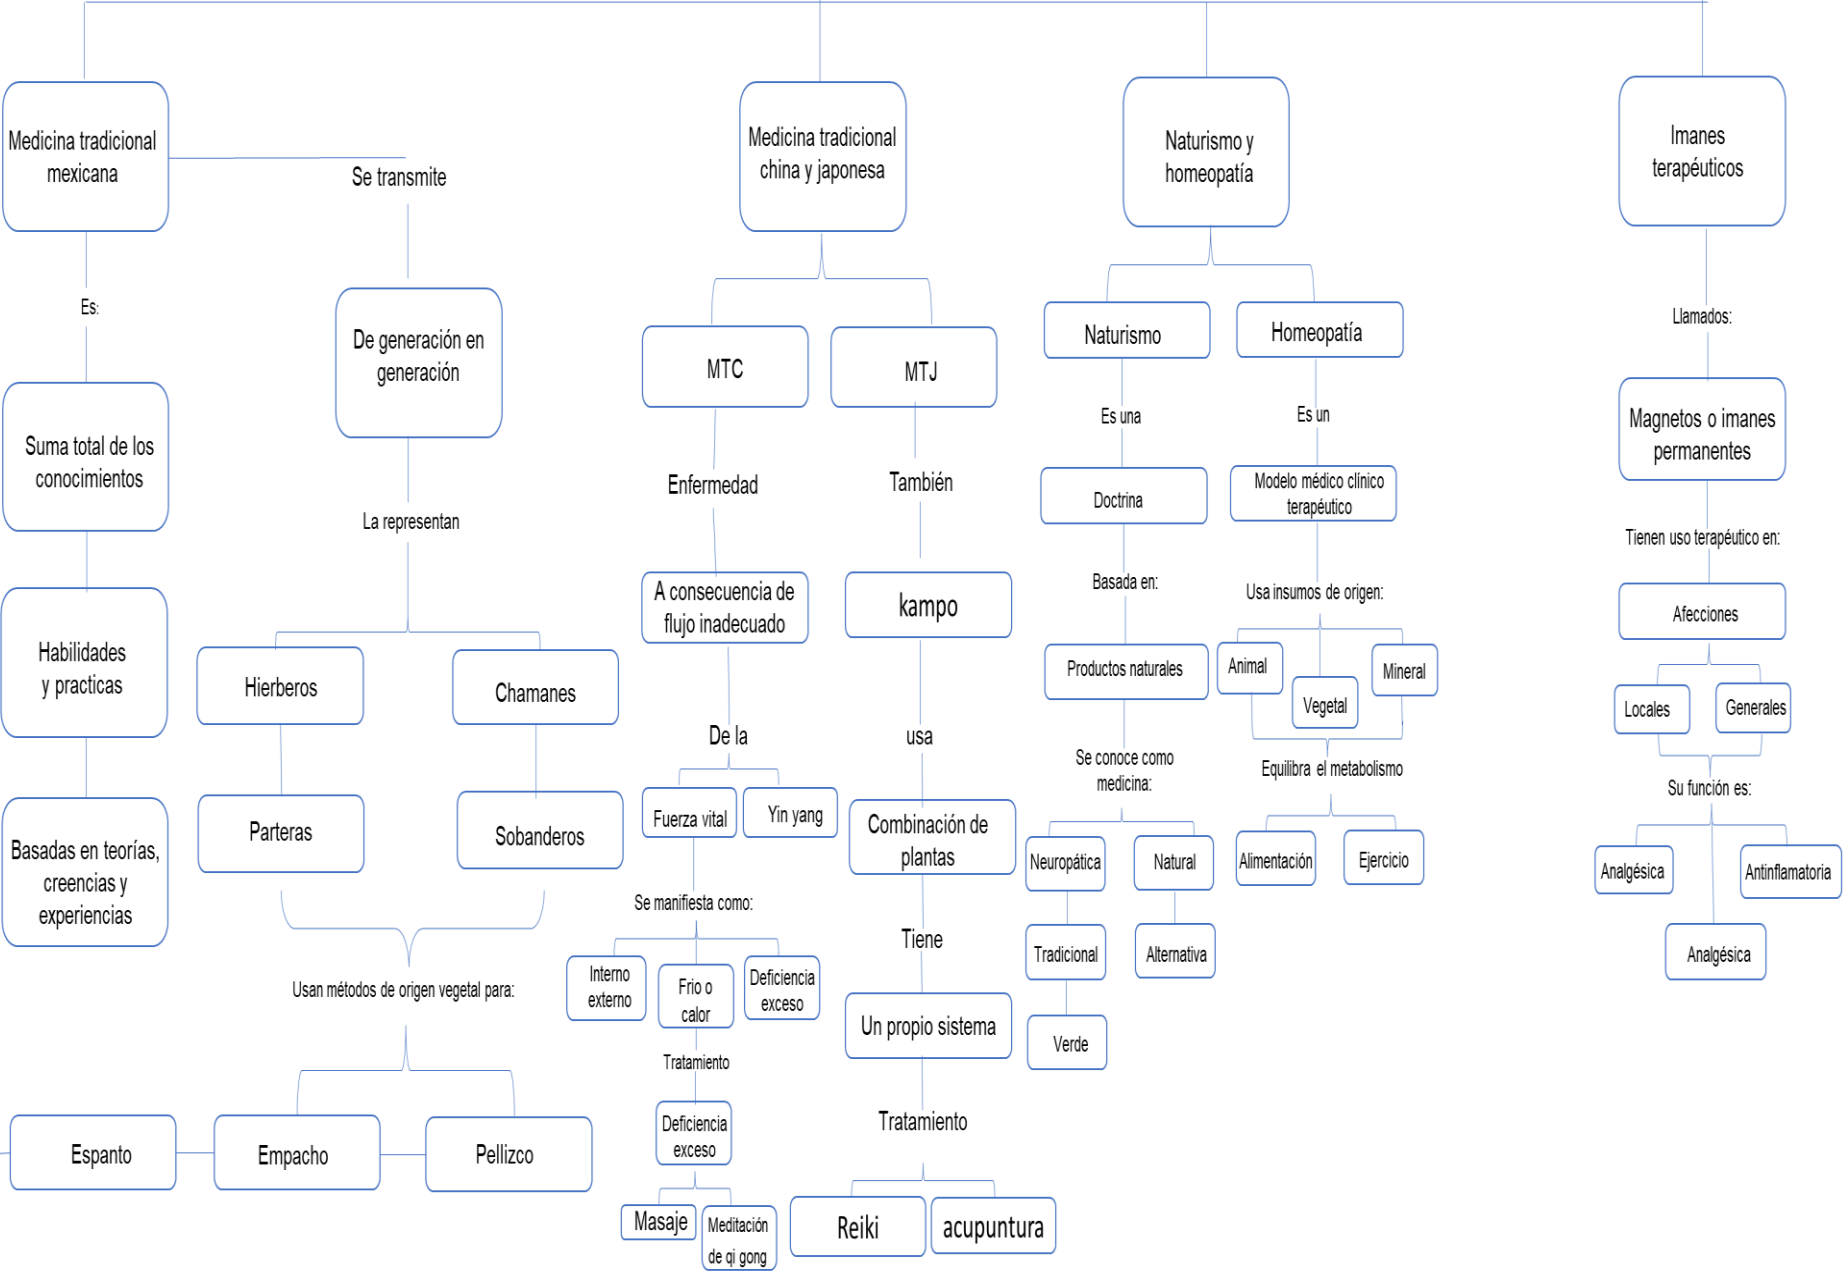 Medicina tradicional
mexicana
Se transmite
Es:
De generación en
generación
Suma total de los
conocimientos
La representan
Habilidades
y practicas
Hierberos
Chamanes
Basadas en teorías,
creencias y
experiencias
Parteras
Sobanderos
Usan métodos de origen vegetal para:
Espanto
Empacho
Pellizco
Medicina tradicional
china y japonesa
MTC
MTJ
Enfermedad
También
A consecuencia de
flujo inadecuado
kampo
De la
usa
Fuerza vital
Yin yang
Combinación de
plantas
Se manifiesta como:
Tiene
Interno
externo
Frio o
calor
Deficiencia
exceso
Un propio sistema
Tratamiento
Deficiencia
exceso
Tratamiento
Masaje
Meditación
de qi gong
Reiki
acupuntura
Naturismo y
homeopatía
Naturismo
Homeopatía
Es una
Es un
Doctrina
Modelo médico clínico
terapéutico
Basada en:
Usa insumos de origen:
Productos naturales
Animal
Vegetal
Mineral
Se conoce como
medicina:
Equilibra el metabolismo
Neuropática
Natural
Alimentación
Ejercicio
Tradicional
Alternativa
Verde
Imanes
terapéuticos
Llamados:
Magnetos o imanes
permanentes
Tienen uso terapéutico en:
Afecciones
Locales
Generales
Su función es:
Analgésica
Antinflamatoria
Analgésica